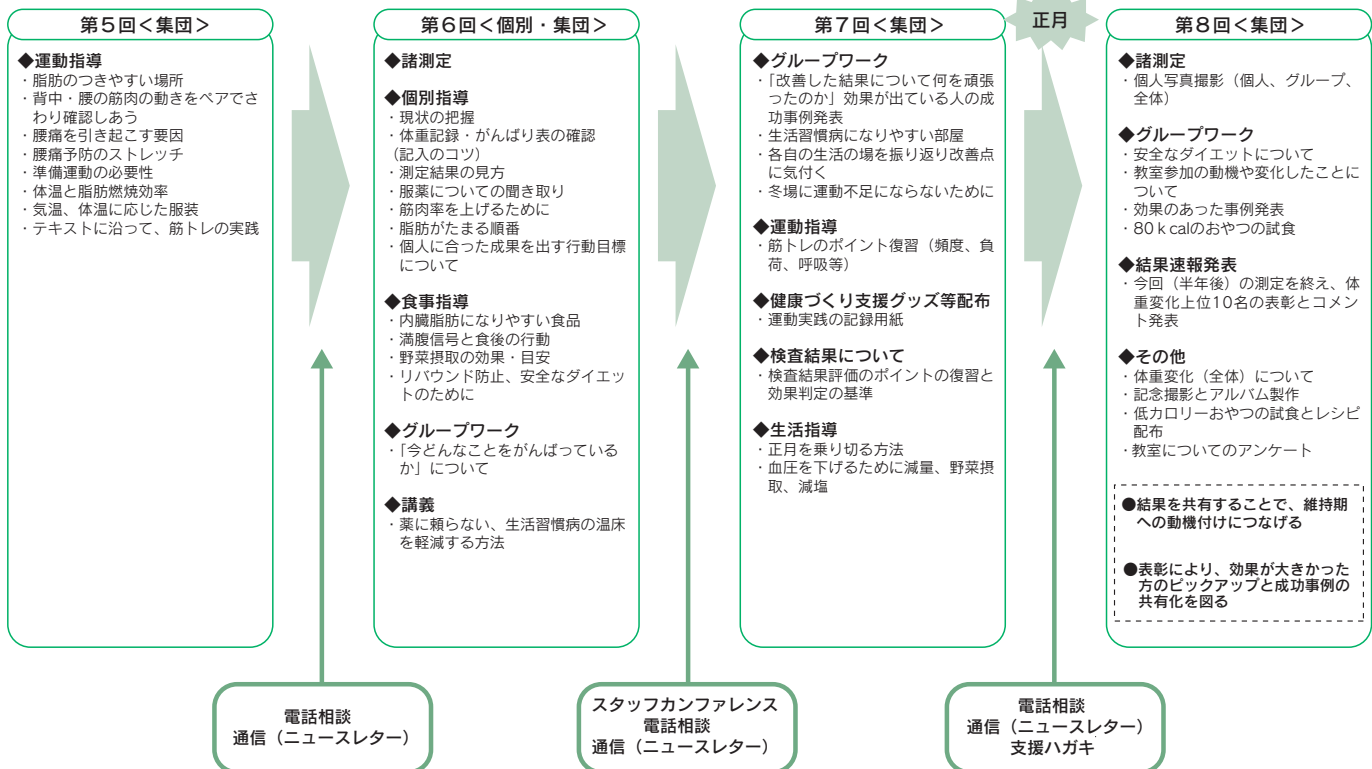 第5回<集団>
◆運動指導
・脂肪のつきやすい場所
・背中・腰の筋肉の動きをペアでさ
わり確認しあう
・腰痛を引き起こす要因
・腰痛予防のストレッチ
・準備運動の必要性
・体温と脂肪燃焼効率
・気温、体温に応じた服装
・テキストに沿って、筋トレの実践
第6回<個別・集団>
◆諸測定
◆個別指導
・現状の把握
・体重記録・がんばり表の確認
（記入のコツ）
・測定結果の見方
・服薬についての聞き取り
・筋肉率を上げるために
・脂肪がたまる順番
・個人に合った成果を出す行動目標
について
◆食事指導
・内臓脂肪になりやすい食品
・満腹信号と食後の行動
・野菜摂取の効果・目安
・リバウンド防止、安全なダイエッ
トのために
◆グループワーク
・「今どんなことをがんばっている
か」について
◆講義
・薬に頼らない、生活習慣病の温床
を軽減する方法
第7回<集団>
◆グループワーク
・「改善した結果について何を頑張
ったのか」効果が出ている人の成
功事例発表
・生活習慣病になりやすい部屋
・各自の生活の場を振り返り改善点
に気付く
・冬場に運動不足にならないために
◆運動指導
・筋トレのポイント復習（頻度、負
荷、呼吸等）
◆健康づくり支援グッズ等配布
・運動実践の記録用紙
◆検査結果について
・検査結果評価のポイントの復習と
効果判定の基準
◆生活指導
・正月を乗り切る方法
・血圧を下げるために減量、野菜摂
取、減塩
正月
第8回<集団>
◆諸測定
・個人写真撮影（個人、グループ、
全体）
◆グループワーク
・安全なダイエットについて
・教室参加の動機や変化したことに
ついて
・効果のあった事例発表
・80kcalのおやつの試食
◆結果速報発表
・今回（半年後）の測定を終え、体
重変化上位10名の表彰とコメン
ト発表
◆その他
・体重変化（全体）について
・記念撮影とアルバム製作
・低カロリーおやつの試食とレシピ
配布
・教室についてのアンケート
●結果を共有することで、維持期
への動機付けにつなげる
●表彰により、効果が大きかった
方のピックアップと成功事例の
共有化を図る
電話相談
通信（ニュースレター）
スタッフカンファレンス
電話相談
通信（ニュースレター）
電話相談
通信（ニュースレター）
支援ハガキ